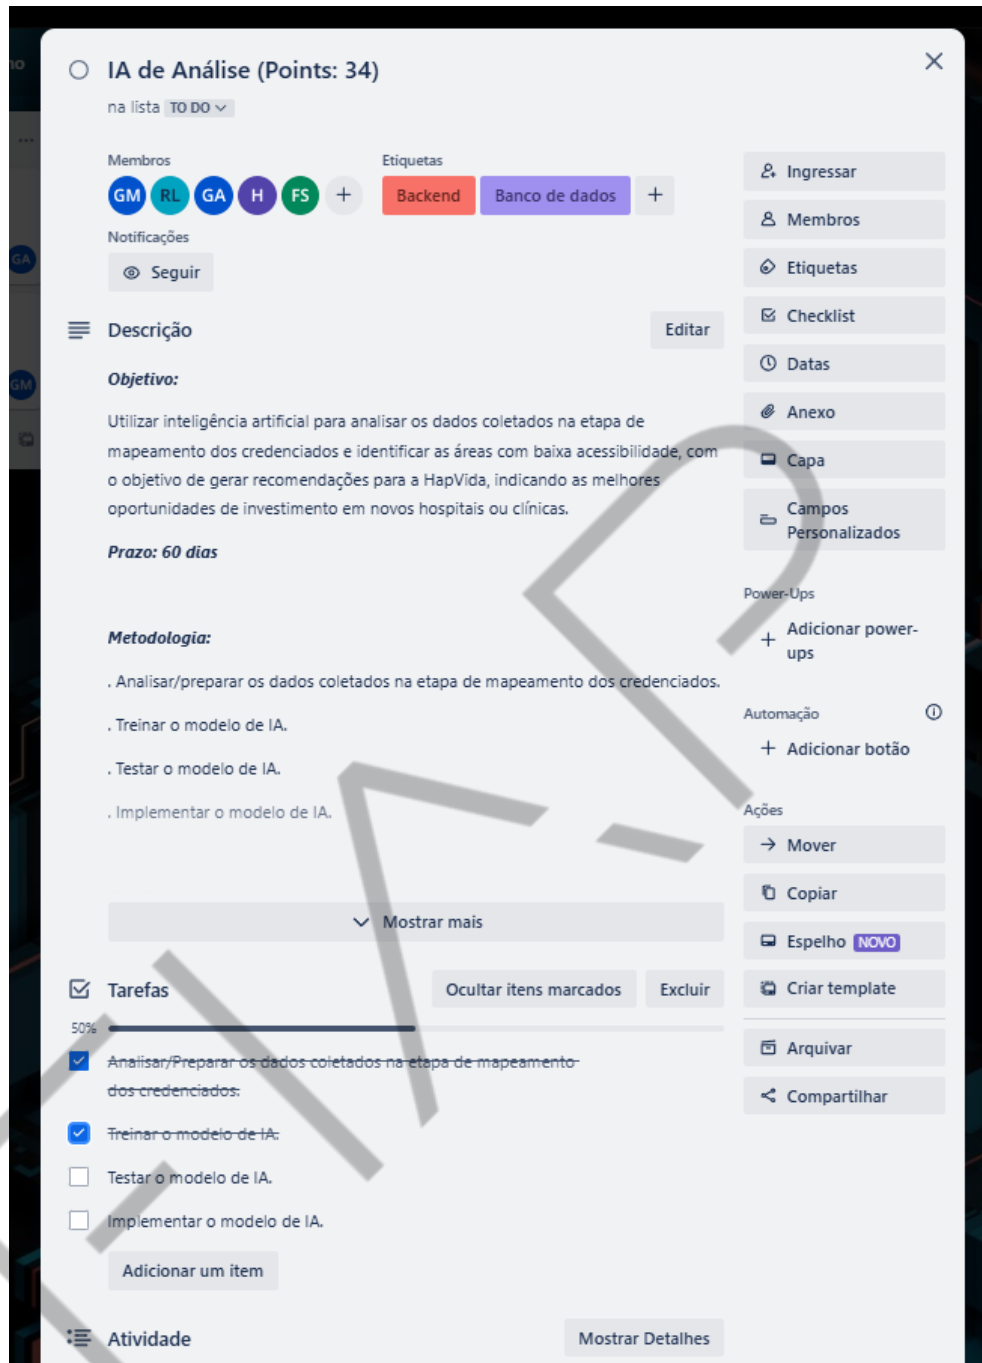 no
IA de Análise (Points: 34)
na lista TO DO
Membros
Etiquetas
GM RL GA H FS +
Backend Banco de dados +
Notificações
Seguir
Descrição
Editar
Objetivo:
Utilizar inteligência artificial para analisar os dados coletados na etapa de
mapeamento dos credenciados e identificar as áreas com baixa acessibilidade, com
o objetivo de gerar recomendações para a HapVida, indicando as melhores
oportunidades de investimento em novos hospitais ou clínicas.
Prazo: 60 dias
Metodologia:
. Analisar/preparar os dados coletados na etapa de mapeamento dos credenciados.
. Treinar o modelo de IA.
. Testar o modelo de IA.
. Implementar o modelo de IA.
Mostrar mais
Tarefas
Ocultar itens marcados
Excluir
50%
Analisar/Preparar os dados coletados na etapa de mapeamento
dos credenciados.
Treinar o modelo de IA.
Testar o modelo de IA.
Implementar o modelo de IA.
Adicionar um item
Atividade
Mostrar Detalhes
Ingressar
Membros
Etiquetas
Checklist
Datas
Anexo
Capa
Campos
Personalizados
Power-Ups
+ Adicionar power-
ups
Automação
+ Adicionar botão
Ações
Mover
Copiar
Espelho NOVO
Criar template
Arquivar
Compartilhar
GA
GM
FIAP